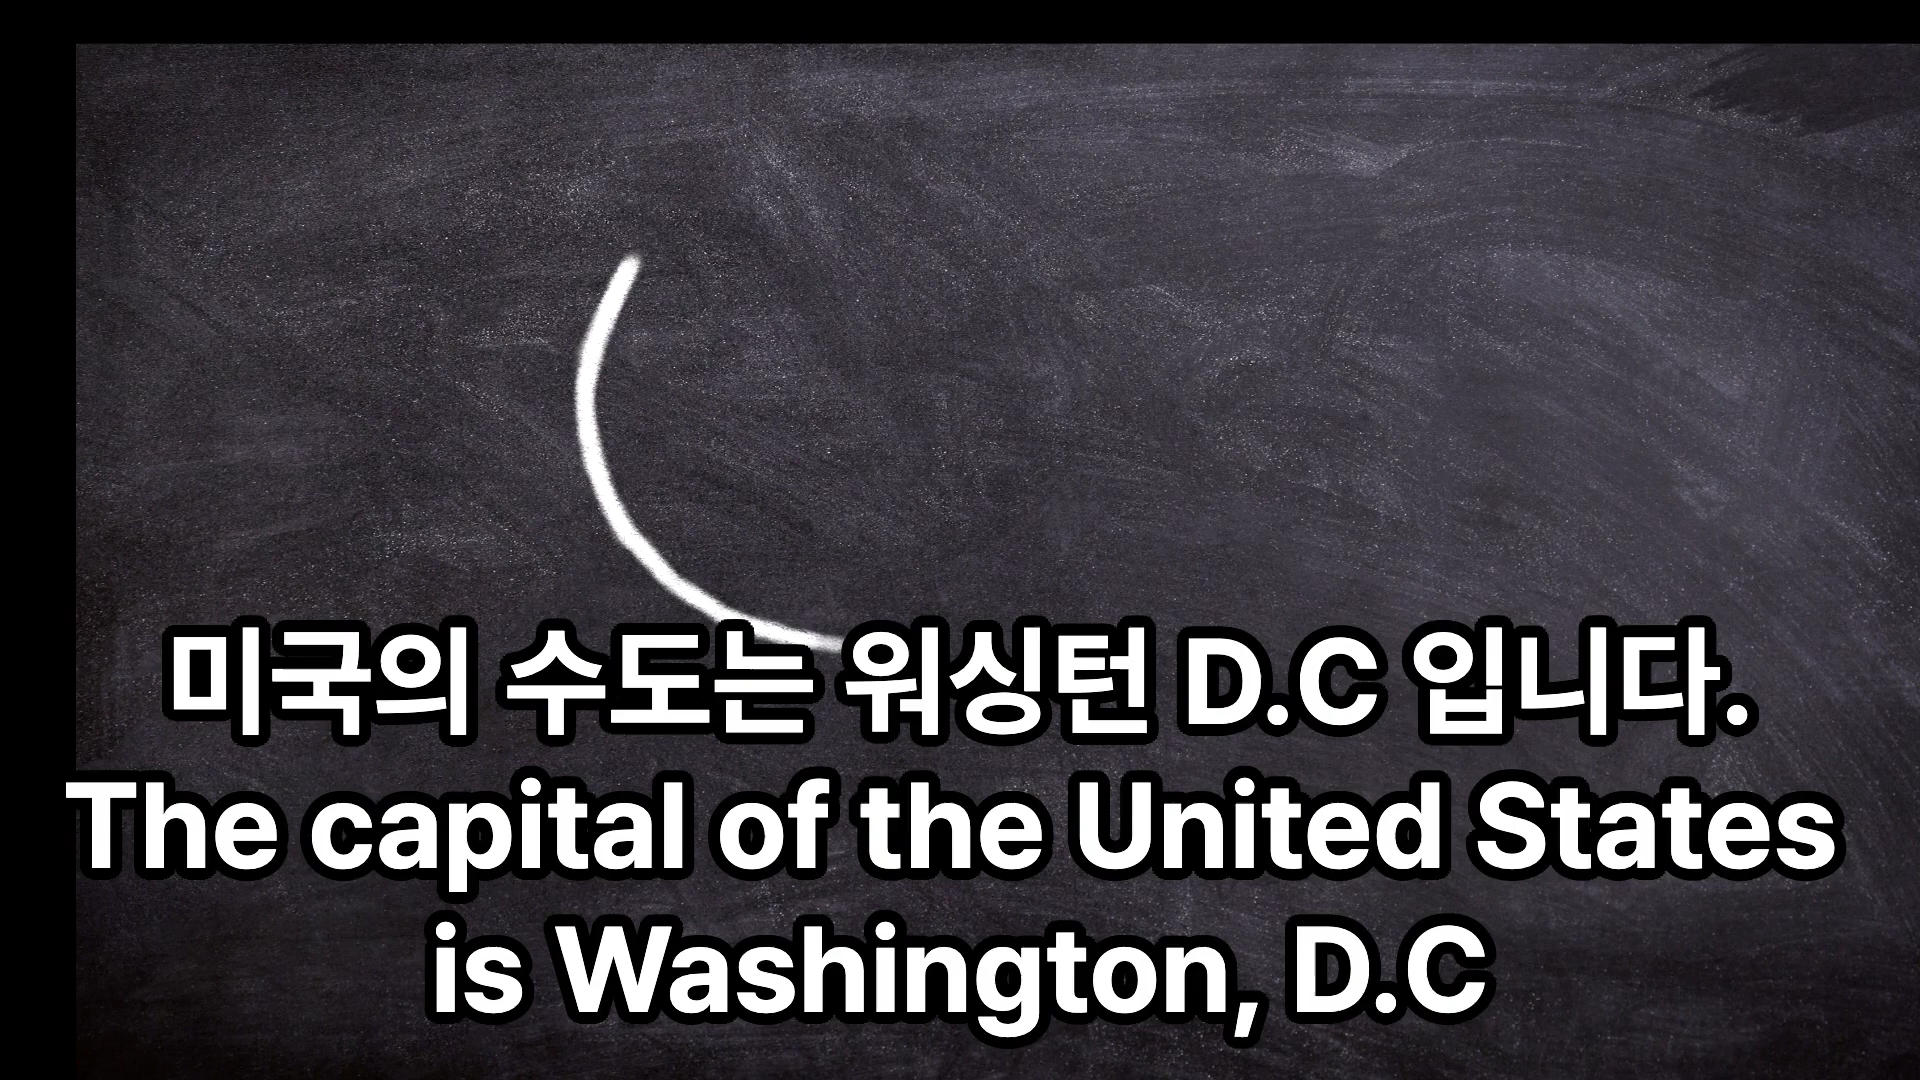 미국의 수도는 워싱턴 D.C 입니다.
The capital of the United States
is Washington, D.C